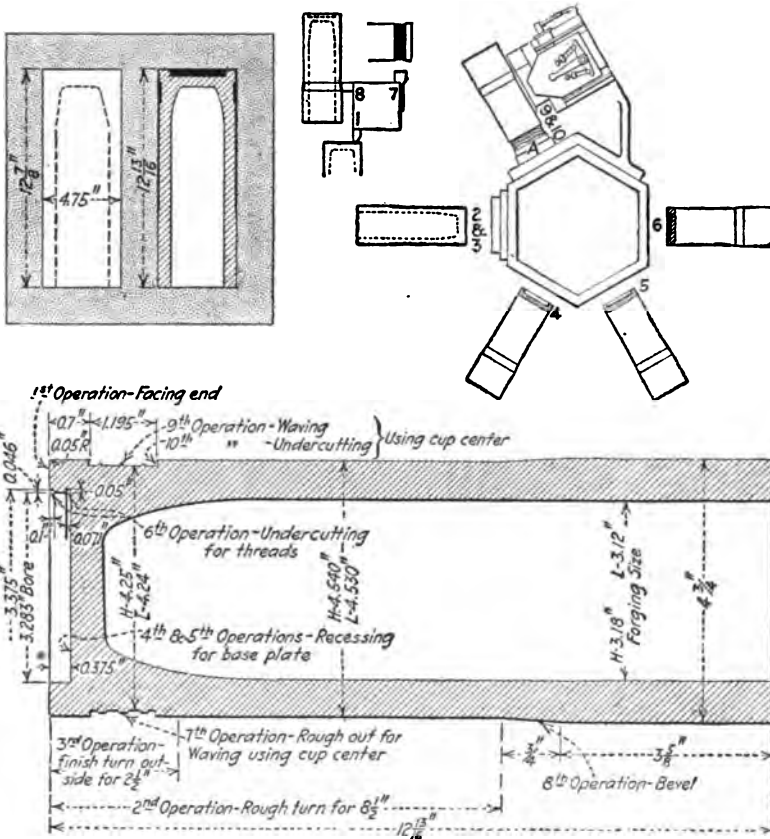 12 7/8"
4.75"
12 13/16"
8
7
1
9&10
A
2&3
6
4
5
1st Operation-Facing end
0.7"
1.195"
0.05R
9th Operation-Waving
10th " -Undercutting
Using cup center
0.046"
0.05"
0.1"
0.071"
6th Operation-Undercutting
for threads
3.375"
3.283" Bore
H-4.25"
L-4.24"
H-4.540"
L-4.530"
H-3.18" L-3.12"
Forging Size
4 3/4"
4th & 5th Operations-Recessing
for base plate
0.375"
7th Operation-Rough out for
Waving using cup center
3rd Operation-
finish turn out-
side for 2 1/2"
3 5/8"
8th Operation-Bevel
2nd Operation-Rough turn for 8 1/2"
12 13/16"